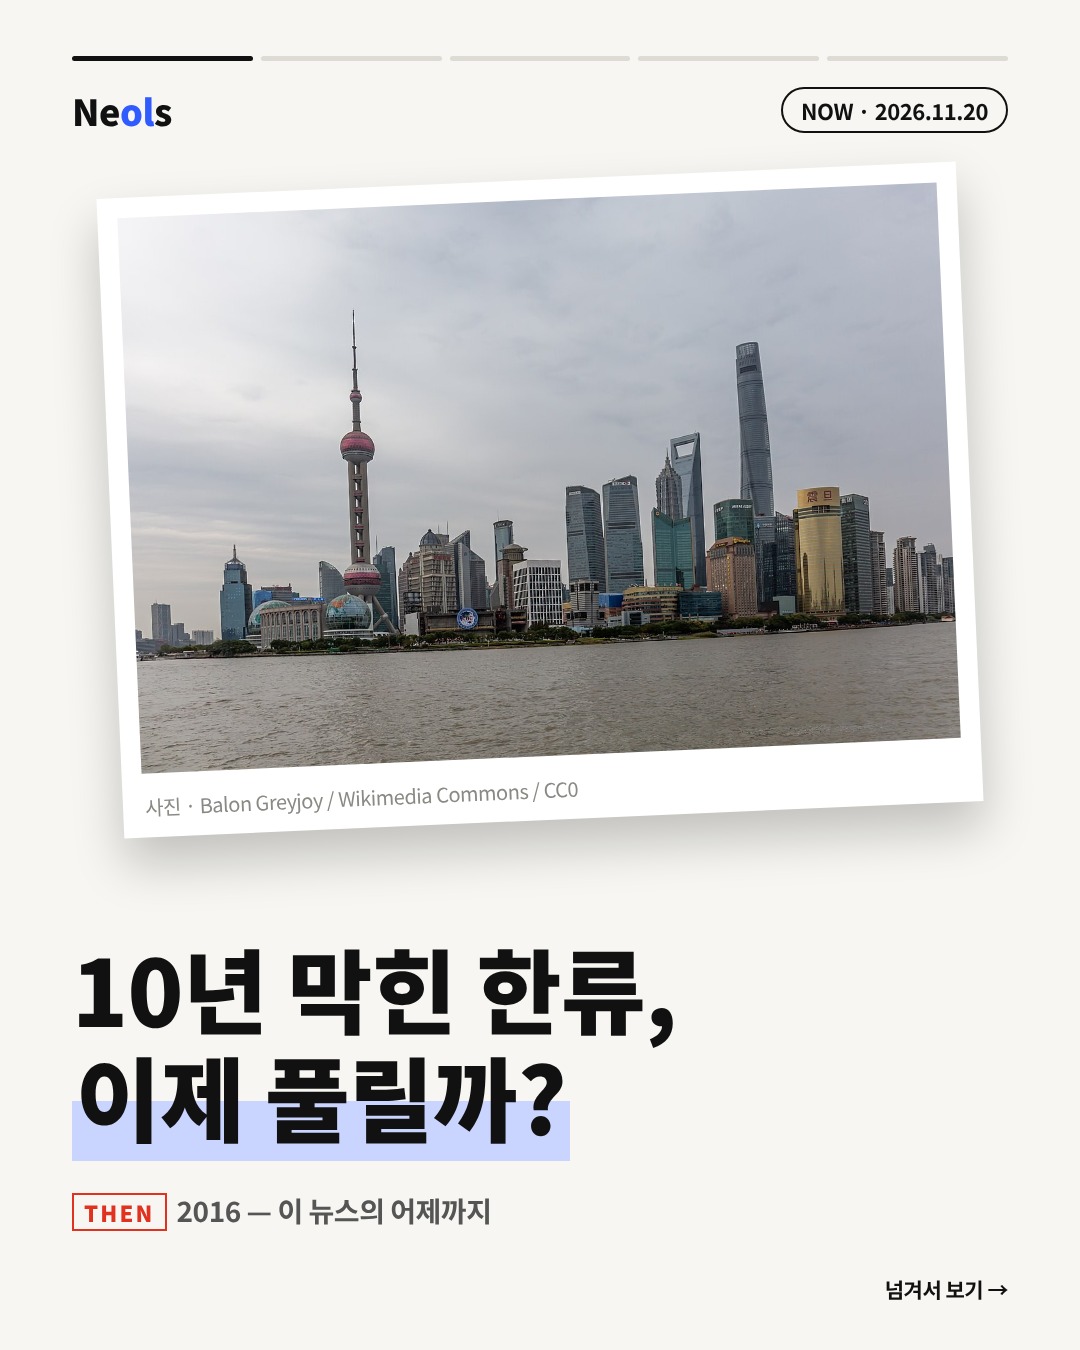 Neols
NOW · 2026.11.20
震旦
사진 · Balon Greyjoy / Wikimedia Commons / CC0
10년 막힌 한류,
이제 풀릴까?
THEN 2016 — 이 뉴스의 어제까지
넘겨서 보기 →